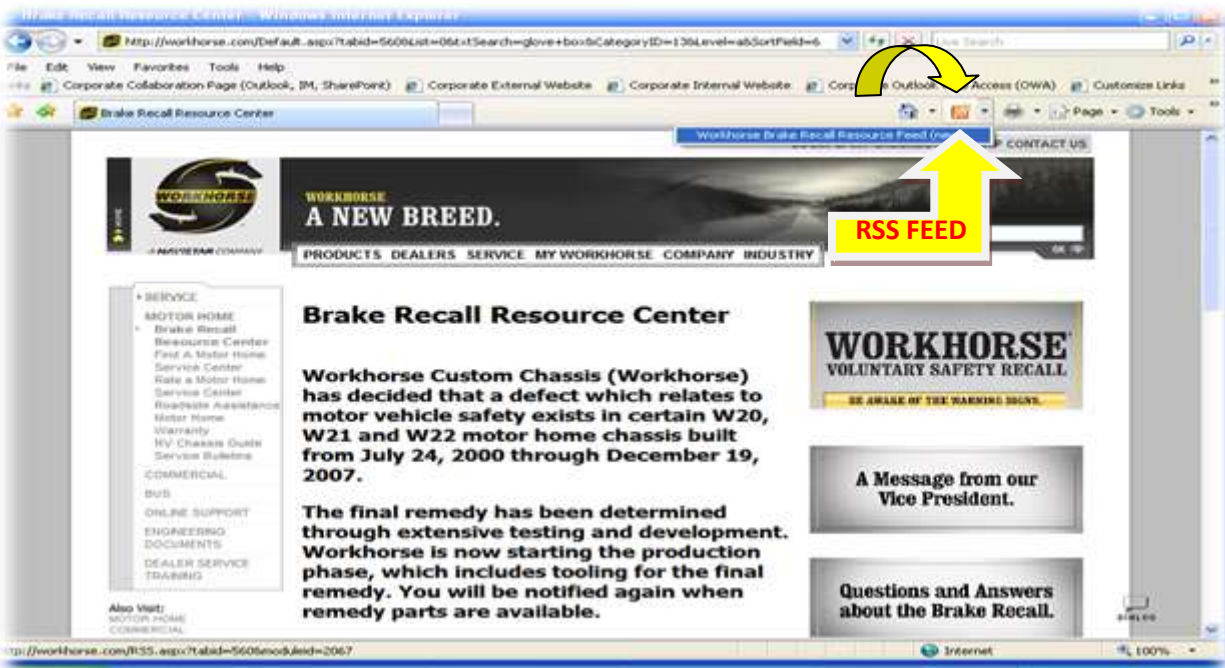 Brake Recall Resource Center - Windows Internet Explorer
Live Search
File Edit View Favorites Tools Help
Corporate Collaboration Page (Outlook, IM, SharePoint) Corporate External Website Corporate Internal Website Access (OWA) Customize Links
Brake Recall Resource Center
Page Tools
Workhorse Brake Recall Resource Feed (new)
CONTACT US
WORKHORSE
WORKHORSE
A NEW BREED.
RSS FEED
PRODUCTS DEALERS SERVICE MY WORKHORSE COMPANY INDUSTRY
SERVICE
MOTOR HOME
Brake Recall
Resource Center
Find A Motor Home
Service Center
Rate a Motor Home
Service Center
Roadside Assistance
Motor Home
Warranty
RV Chassis Guide
Service Bulletins
COMMERCIAL
BUS
ONLINE SUPPORT
ENGINEERING
DOCUMENTS
DEALER SERVICE
TRAINING
Also Visit:
MOTOR HOME
COMMERCIAL
Brake Recall Resource Center
Workhorse Custom Chassis (Workhorse)
has decided that a defect which relates to
motor vehicle safety exists in certain W20,
W21 and W22 motor home chassis built
from July 24, 2000 through December 19,
2007.
The final remedy has been determined
through extensive testing and development.
Workhorse is now starting the production
phase, which includes tooling for the final
remedy. You will be notified again when
remedy parts are available.
WORKHORSE
VOLUNTARY SAFETY RECALL
BE AWARE OF THE WARNING SIGNS.
A Message from our
Vice President.
Questions and Answers
about the Brake Recall.
Internet
100%